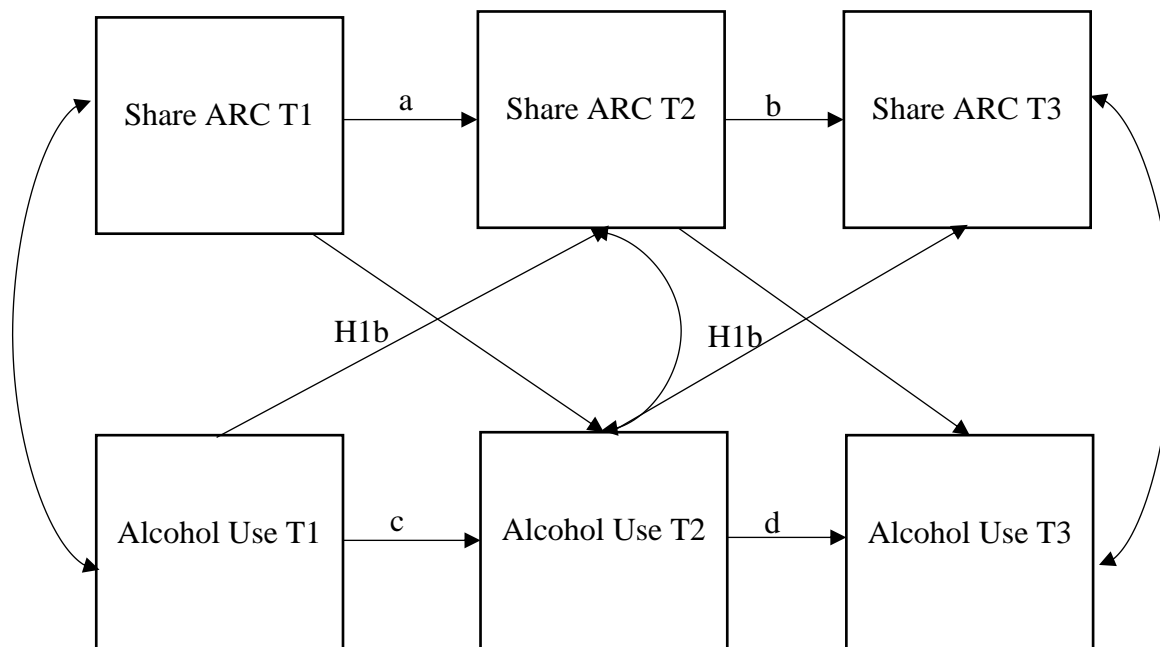 Share ARC T1
a
Share ARC T2
b
Share ARC T3
H1b
H1b
Alcohol Use T1
c
Alcohol Use T2
d
Alcohol Use T3